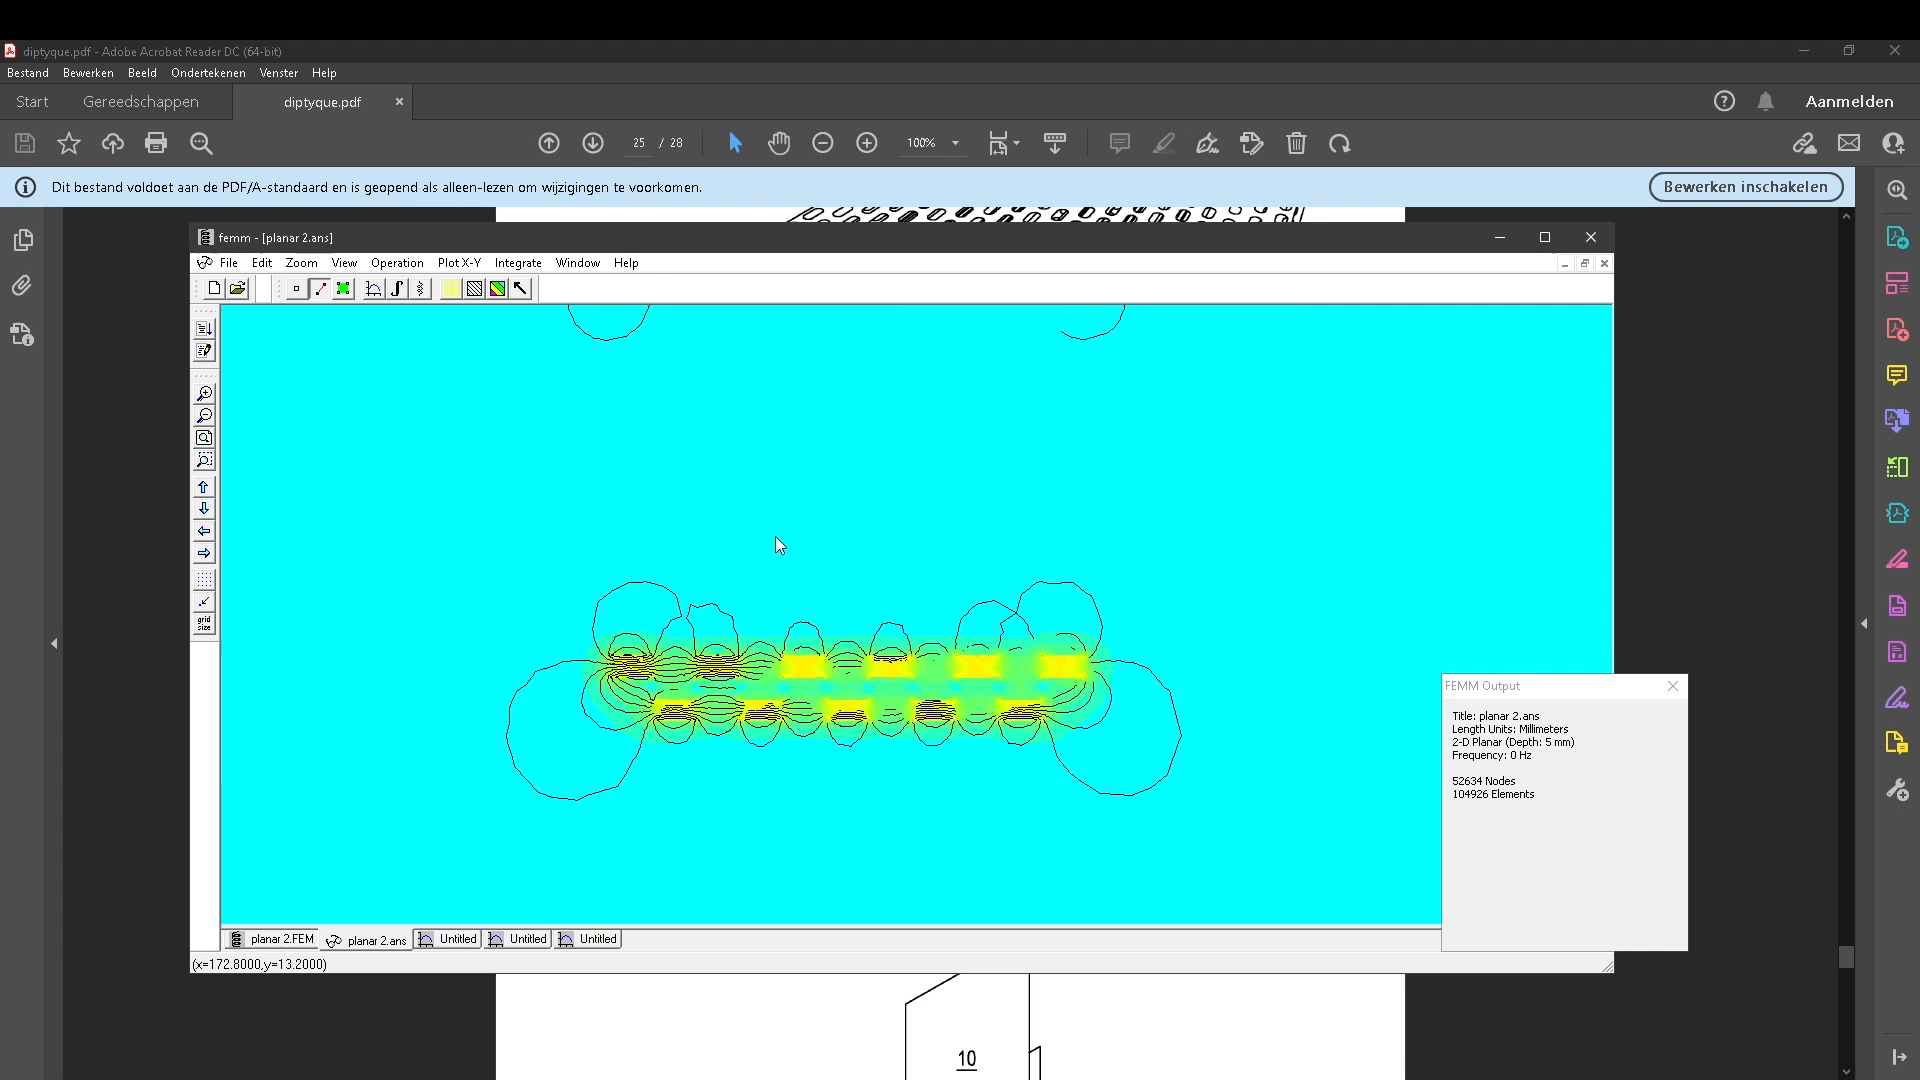 diptyque.pdf - Adobe Acrobat Reader DC (64-bit)
Bestand Bewerken Beeld Ondertekenen Venster Help
Start Gereedschappen diptyque.pdf Aanmelden
25 / 28 100%
Dit bestand voldoet aan de PDF/A-standaard en is geopend als alleen-lezen om wijzigingen te voorkomen.
Bewerken inschakelen
femm - [planar 2.ans]
File Edit Zoom View Operation Plot X-Y Integrate Window Help
grid
size
FEMM Output
Title: planar 2.ans
Length Units: Millimeters
2-D Planar (Depth: 5 mm)
Frequency: 0 Hz
52634 Nodes
104926 Elements
planar 2.FEM planar 2.ans Untitled Untitled Untitled
(x=172.8000,y=13.2000)
10